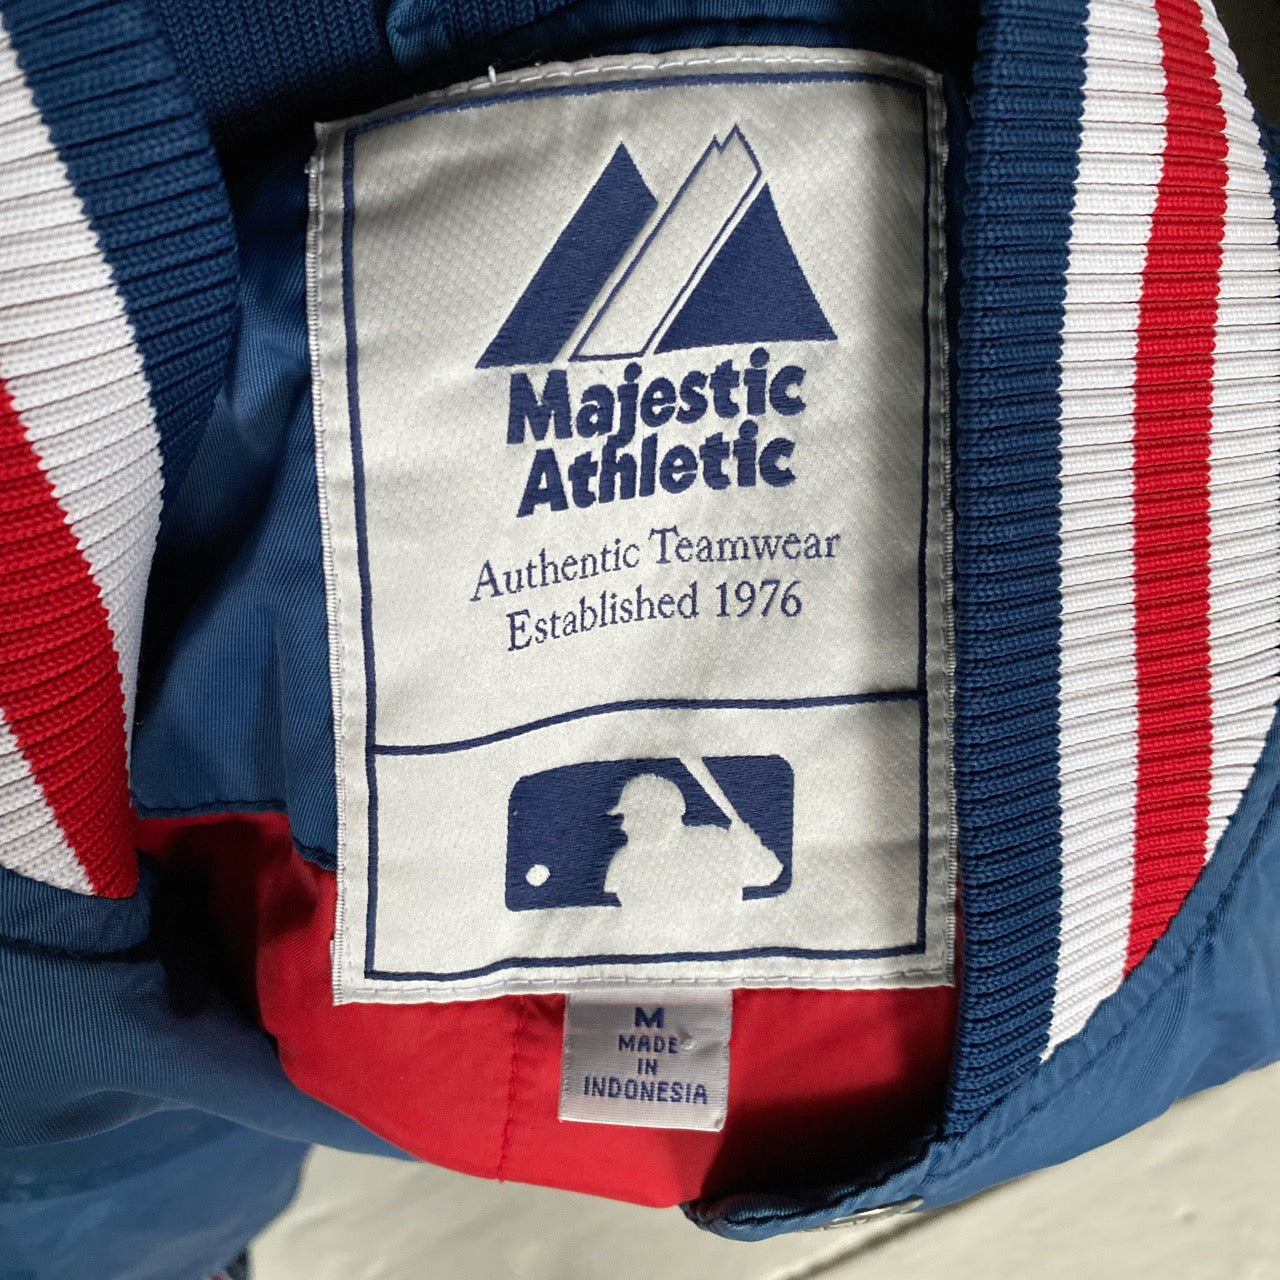 Majestic
Athletic
Authentic Teamwear
Established 1976
M
MADE
IN
INDONESIA